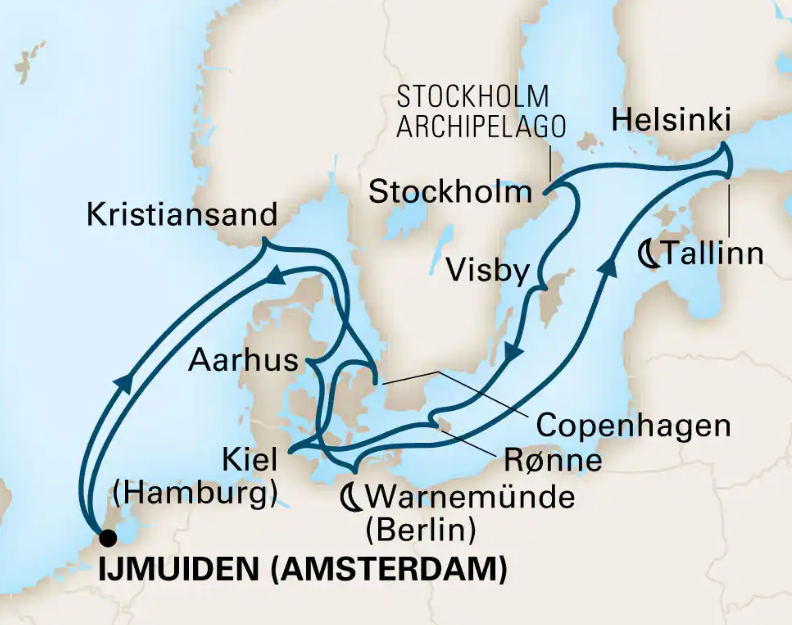 STOCKHOLM
ARCHIPELAGO
Helsinki
Stockholm
Kristiansand
Tallinn
Visby
Aarhus
Copenhagen
Kiel
(Hamburg)
Rønne
Warnemünde
(Berlin)
IJMUIDEN (AMSTERDAM)